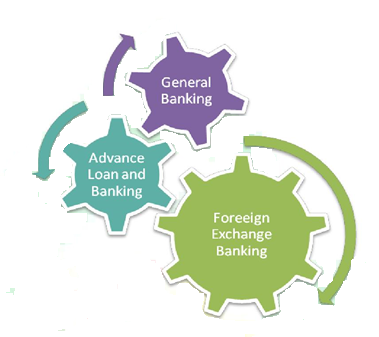 General
Banking
Advance
Loan and
Banking
Foreeign
Exchange
Banking